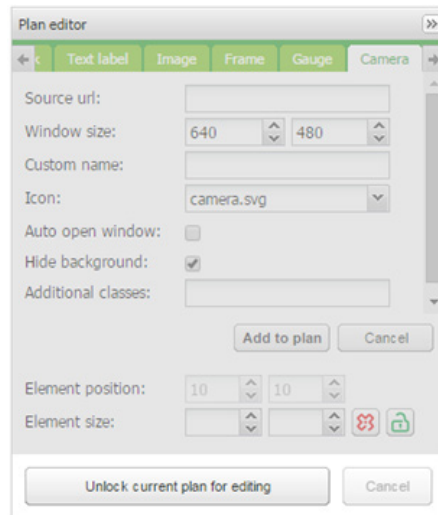 Plan editor
Text label Image Frame Gauge Camera
Source url:
Window size: 640 480
Custom name:
Icon: camera.svg
Auto open window:
Hide background:
Additional classes:
Add to plan Cancel
Element position: 10 10
Element size:
Unlock current plan for editing Cancel